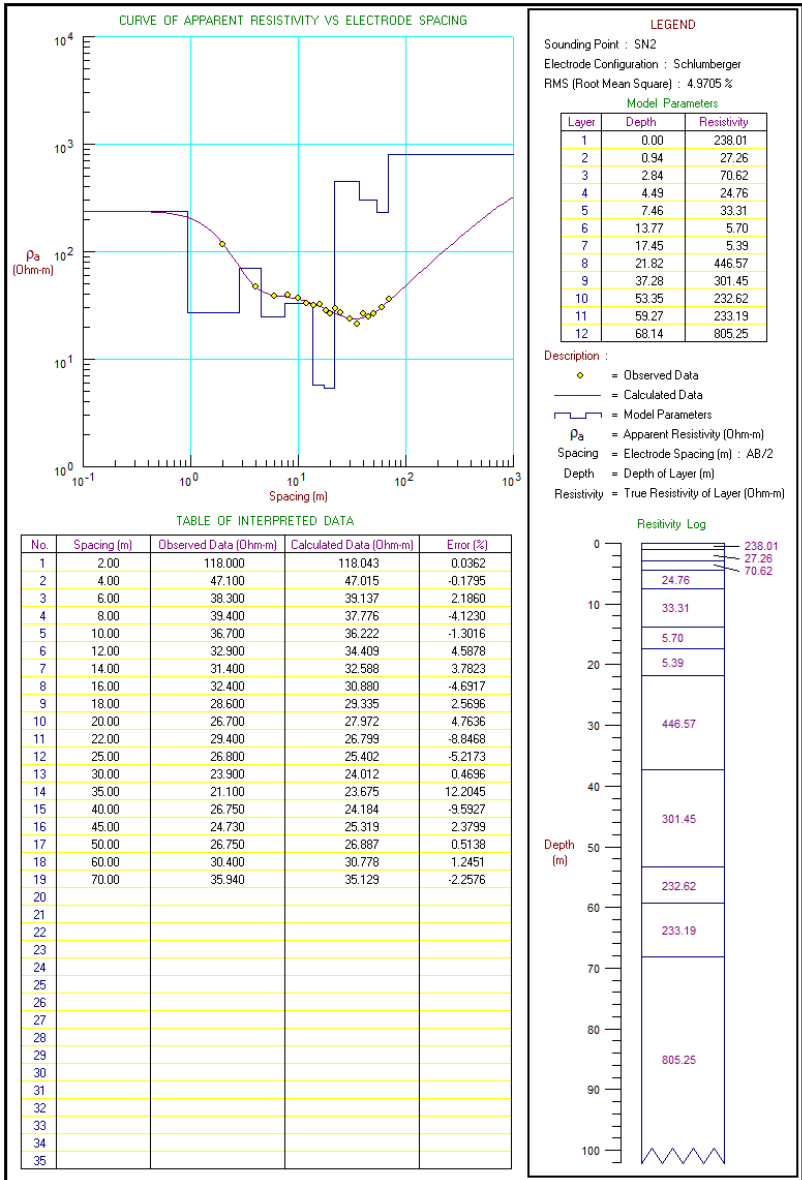 CURVE OF APPARENT RESISTIVITY VS ELECTRODE SPACING
10^4
10^3
10^2
10^1
10^0
ρa
(Ohm-m)
10^-1 10^0 10^1 10^2 10^3
Spacing (m)
TABLE OF INTERPRETED DATA
No. Spacing (m) Observed Data (Ohm-m) Calculated Data (Ohm-m) Error (%)
1 2.00 118.000 118.043 0.0362
2 4.00 47.100 47.015 -0.1795
3 6.00 38.300 39.137 2.1860
4 8.00 39.400 37.776 -4.1230
5 10.00 36.700 36.222 -1.3016
6 12.00 32.900 34.409 4.5878
7 14.00 31.400 32.588 3.7823
8 16.00 32.400 30.880 -4.6917
9 18.00 28.600 29.335 2.5696
10 20.00 26.700 27.972 4.7636
11 22.00 29.400 26.799 -8.8468
12 25.00 26.800 25.402 -5.2173
13 30.00 23.900 24.012 0.4696
14 35.00 21.100 23.675 12.2045
15 40.00 26.750 24.184 -9.5927
16 45.00 24.730 25.319 2.3799
17 50.00 26.750 26.887 0.5138
18 60.00 30.400 30.778 1.2451
19 70.00 35.940 35.129 -2.2576
20
21
22
23
24
25
26
27
28
29
30
31
32
33
34
35
LEGEND
Sounding Point : SN2
Electrode Configuration : Schlumberger
RMS (Root Mean Square) : 4.9705 %
Model Parameters
Layer Depth Resistivity
1 0.00 238.01
2 0.94 27.26
3 2.84 70.62
4 4.49 24.76
5 7.46 33.31
6 13.77 5.70
7 17.45 5.39
8 21.82 446.57
9 37.28 301.45
10 53.35 232.62
11 59.27 233.19
12 68.14 805.25
Description :
= Observed Data
= Calculated Data
= Model Parameters
ρa = Apparent Resistivity (Ohm-m)
Spacing = Electrode Spacing (m) : AB/2
Depth = Depth of Layer (m)
Resistivity = True Resistivity of Layer (Ohm-m)
Resitivity Log
0
238.01
27.26
70.62
24.76
10
33.31
5.70
20
5.39
30
446.57
40
301.45
Depth
(m)
50
232.62
60
233.19
70
80
805.25
90
100